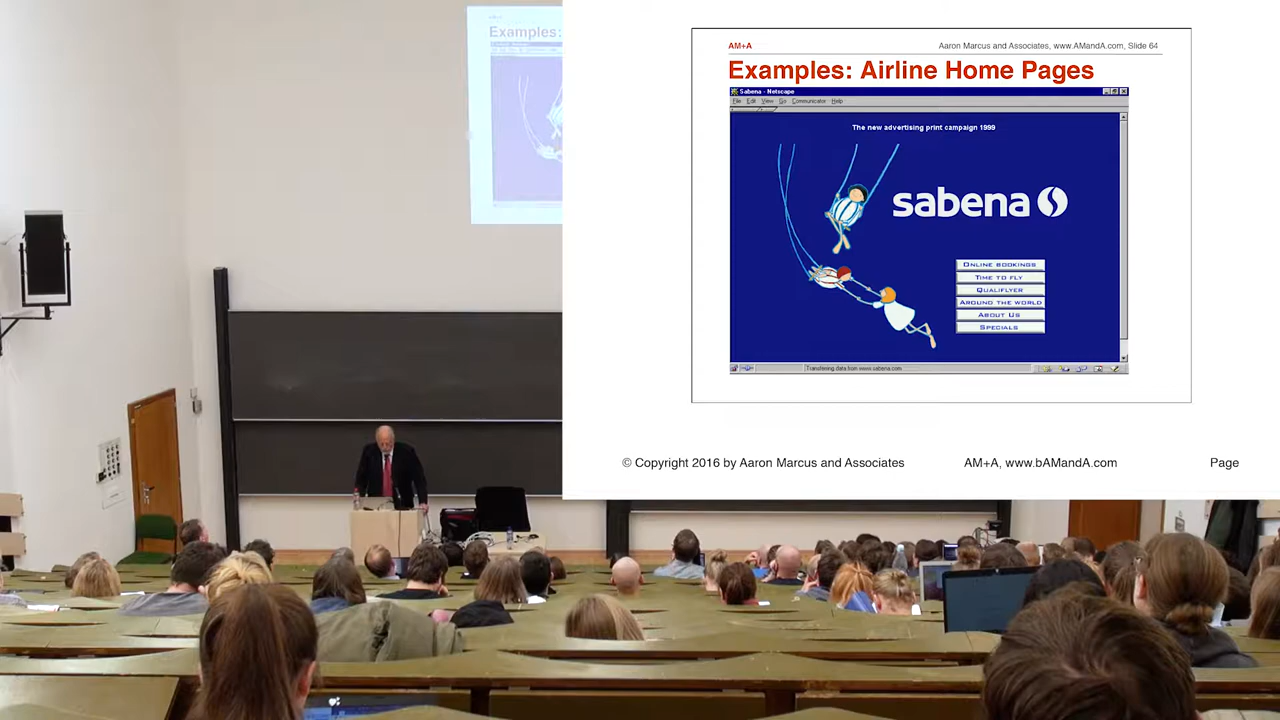 Examples:
AM+A
Aaron Marcus and Associates, www.AMandA.com, Slide 64
Examples: Airline Home Pages
Sabena - Netscape
File Edit View Go Communicator Help
The new advertising print campaign 1999
sabena
ONLINE BOOKINGS
TIME TO FLY
QUALIFLYER
AROUND THE WORLD
ABOUT US
SPECIALS
Transferring data from www.sabena.com
© Copyright 2016 by Aaron Marcus and Associates
AM+A, www.bAMandA.com
Page